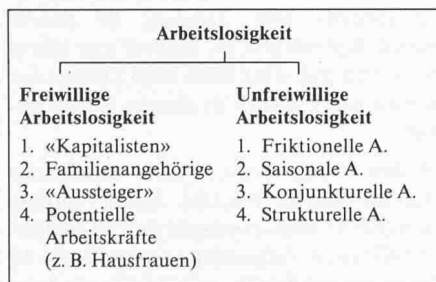 Arbeitslosigkeit
Freiwillige
Arbeitslosigkeit
1. «Kapitalisten»
2. Familienangehörige
3. «Aussteiger»
4. Potentielle
Arbeitskräfte
(z. B. Hausfrauen)
Unfreiwillige
Arbeitslosigkeit
1. Friktionelle A.
2. Saisonale A.
3. Konjunkturelle A.
4. Strukturelle A.